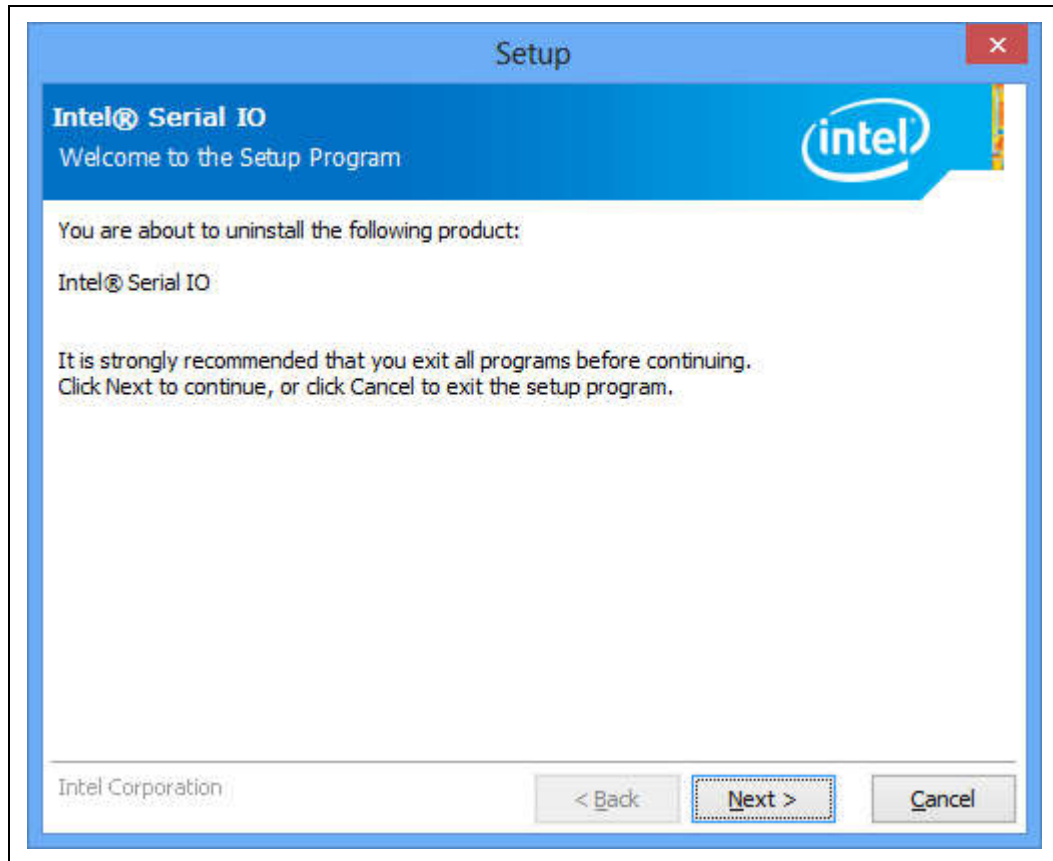 Setup
Intel® Serial IO
Welcome to the Setup Program
intel
You are about to uninstall the following product:
Intel® Serial IO
It is strongly recommended that you exit all programs before continuing.
Click Next to continue, or click Cancel to exit the setup program.
Intel Corporation
< Back Next > Cancel